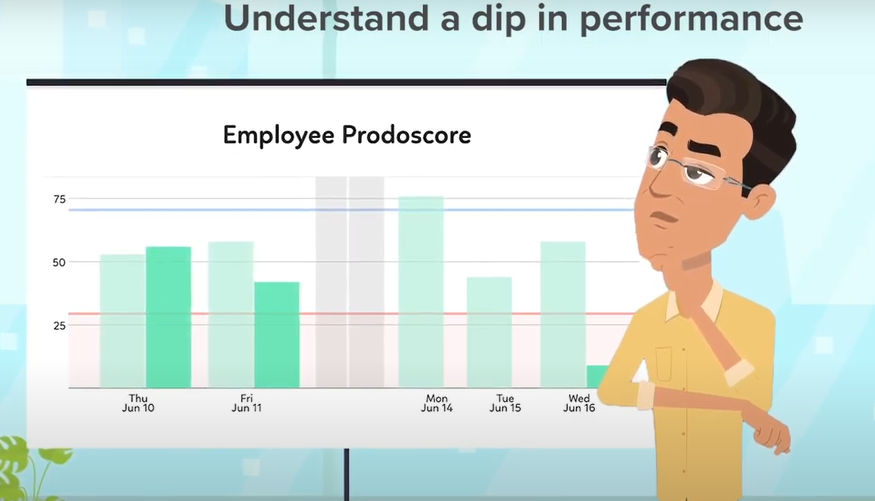 Understand a dip in performance
Employee Prodoscore
75
50
25
Thu
Jun 10
Fri
Jun 11
Mon
Jun 14
Tue
Jun 15
Wed
Jun 16